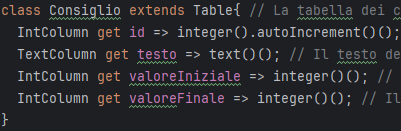 class Consiglio extends Table{ // La tabella dei c
IntColumn get id => integer().autoIncrement()();
TextColumn get testo => text()(); // Il testo de
IntColumn get valoreIniziale => integer()(); //
IntColumn get valoreFinale => integer()(); // Il
}